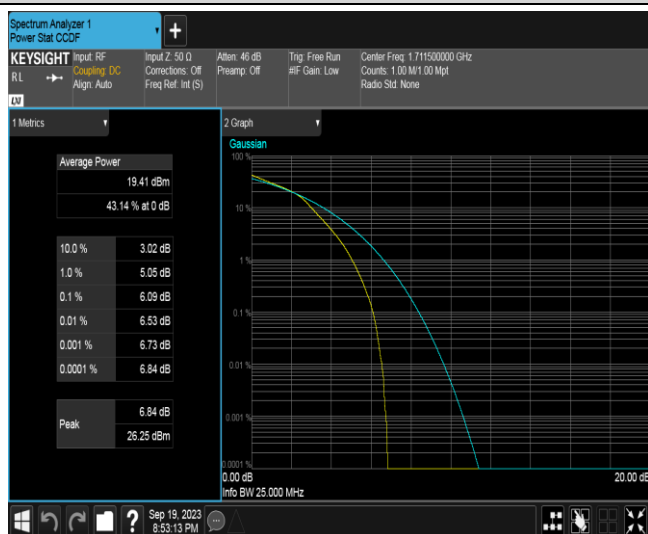 Spectrum Analyzer 1
Power Stat CCDF
+
KEYSIGHT
RL
LXI
Input: RF
Coupling: DC
Align: Auto
Input Z: 50 Ω
Corrections: Off
Freq Ref: Int (S)
Atten: 46 dB
Preamp: Off
Trig: Free Run
#IF Gain: Low
Center Freq: 1.711500000 GHz
Counts: 1.00 M/1.00 Mpt
Radio Std: None
1 Metrics
Average Power
19.41 dBm
43.14 % at 0 dB
10.0 % 3.02 dB
1.0 % 5.05 dB
0.1 % 6.09 dB
0.01 % 6.53 dB
0.001 % 6.73 dB
0.0001 % 6.84 dB
Peak
6.84 dB
26.25 dBm
2 Graph
Gaussian
100 %
10 %
1 %
0.1 %
0.01 %
0.001 %
0.0001 %
0.00 dB 20.00 dB
Info BW 25.000 MHz
?
Sep 19, 2023
8:53:13 PM